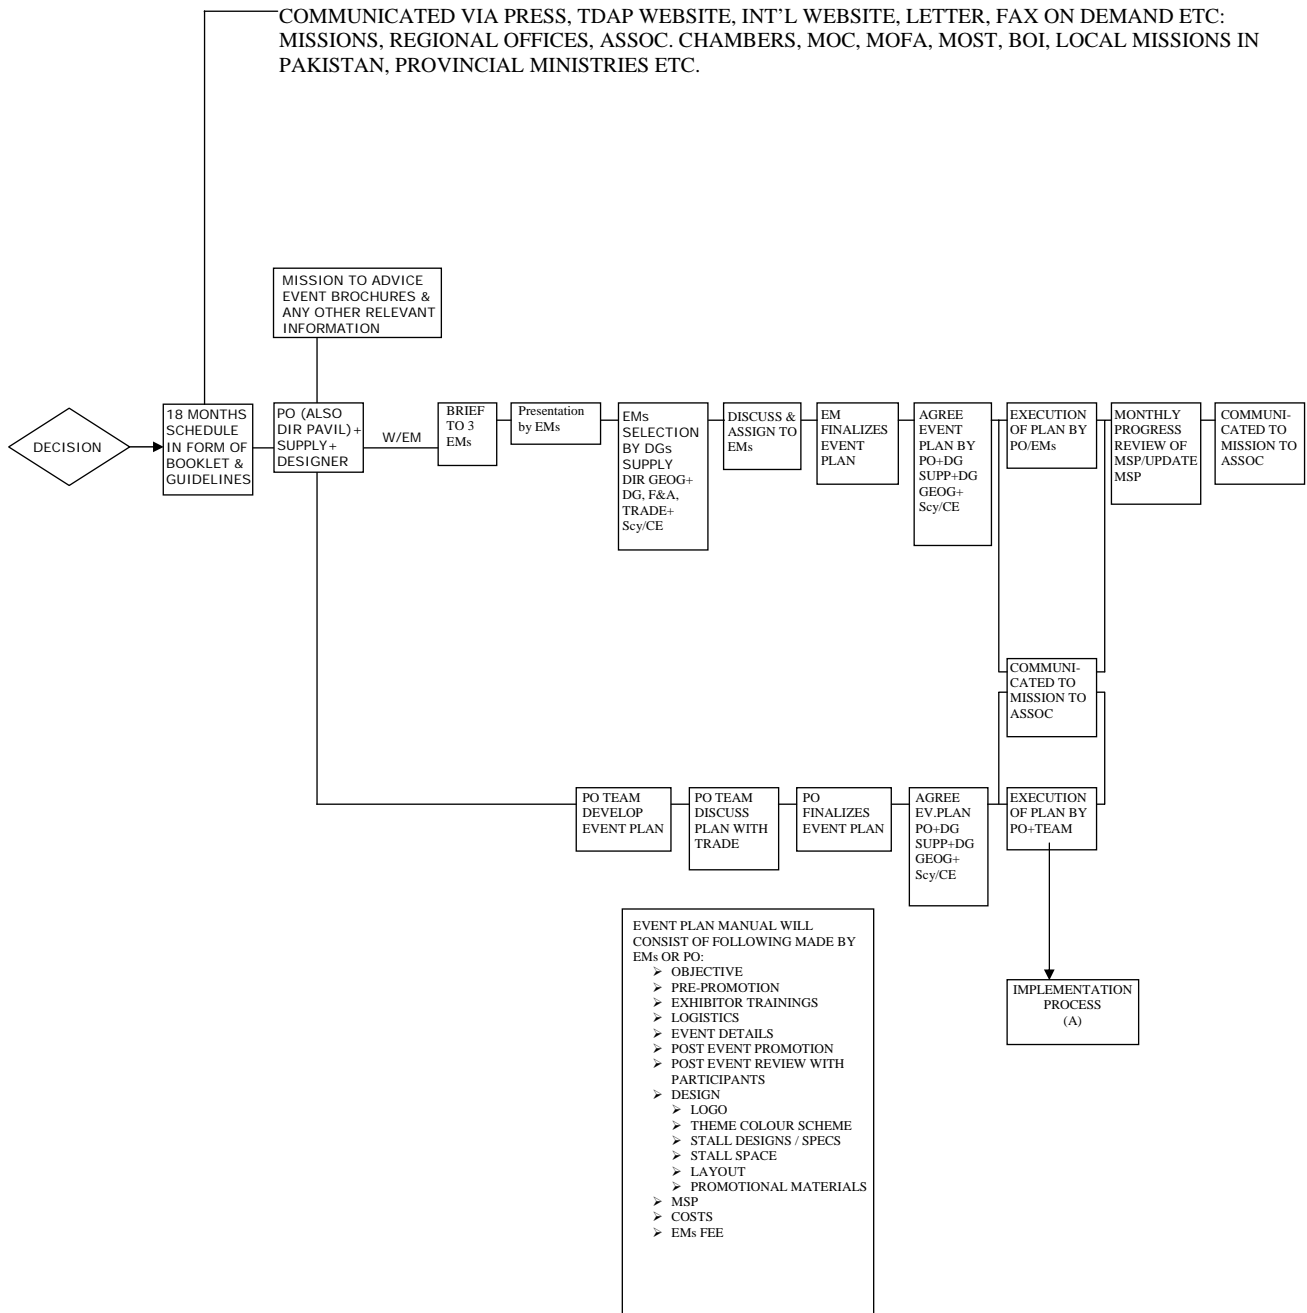 COMMUNICATED VIA PRESS, TDAP WEBSITE, INT'L WEBSITE, LETTER, FAX ON DEMAND ETC:
MISSIONS, REGIONAL OFFICES, ASSOC. CHAMBERS, MOC, MOFA, MOST, BOI, LOCAL MISSIONS IN
PAKISTAN, PROVINCIAL MINISTRIES ETC.
MISSION TO ADVICE
EVENT BROCHURES &
ANY OTHER RELEVANT
INFORMATION
DECISION
18 MONTHS
SCHEDULE
IN FORM OF
BOOKLET &
GUIDELINES
PO (ALSO
DIR PAVIL)+
SUPPLY+
DESIGNER
W/EM
BRIEF
TO 3
EMs
Presentation
by EMs
EMs
SELECTION
BY DGs
SUPPLY
DIR GEOG+
DG, F&A,
TRADE+
Scy/CE
DISCUSS &
ASSIGN TO
EMs
EM
FINALIZES
EVENT
PLAN
AGREE
EVENT
PLAN BY
PO+DG
SUPP+DG
GEOG+
Scy/CE
EXECUTION
OF PLAN BY
PO/EMs
MONTHLY
PROGRESS
REVIEW OF
MSP/UPDATE
MSP
COMMUNI-
CATED TO
MISSION TO
ASSOC
COMMUNI-
CATED TO
MISSION TO
ASSOC
PO TEAM
DEVELOP
EVENT PLAN
PO TEAM
DISCUSS
PLAN WITH
TRADE
PO
FINALIZES
EVENT PLAN
AGREE
EV.PLAN
PO+DG
SUPP+DG
GEOG+
Scy/CE
EXECUTION
OF PLAN BY
PO+TEAM
IMPLEMENTATION
PROCESS
(A)
EVENT PLAN MANUAL WILL
CONSIST OF FOLLOWING MADE BY
EMs OR PO:
➢ OBJECTIVE
➢ PRE-PROMOTION
➢ EXHIBITOR TRAININGS
➢ LOGISTICS
➢ EVENT DETAILS
➢ POST EVENT PROMOTION
➢ POST EVENT REVIEW WITH
PARTICIPANTS
➢ DESIGN
➢ LOGO
➢ THEME COLOUR SCHEME
➢ STALL DESIGNS / SPECS
➢ STALL SPACE
➢ LAYOUT
➢ PROMOTIONAL MATERIALS
➢ MSP
➢ COSTS
➢ EMs FEE